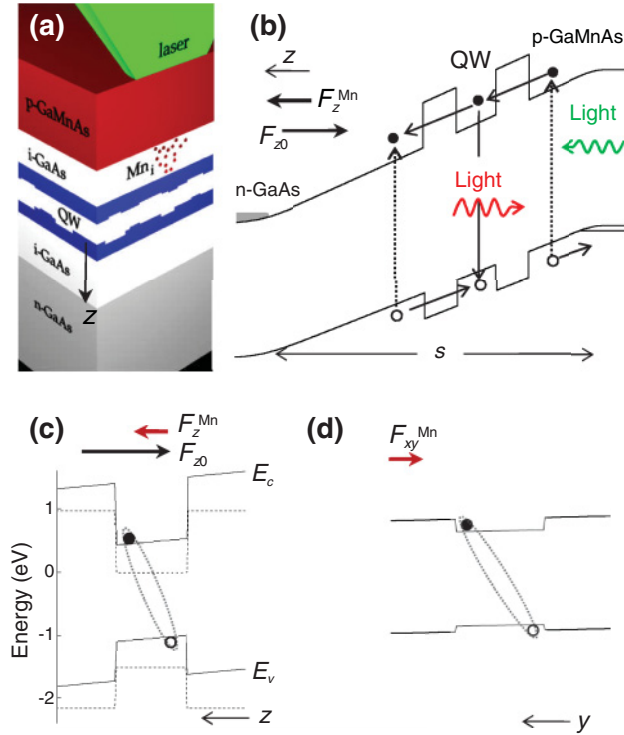 (a)
laser
p-GaMnAs
i-GaAs
Mnᵢ
QW
i-GaAs
z
n-GaAs
(b)
p-GaMnAs
z
QW
F_z^Mn
F_z0
Light
n-GaAs
Light
s
(c)
F_z^Mn
F_z0
E_c
1
0
Energy (eV)
-1
E_v
-2
z
(d)
F_xy^Mn
y